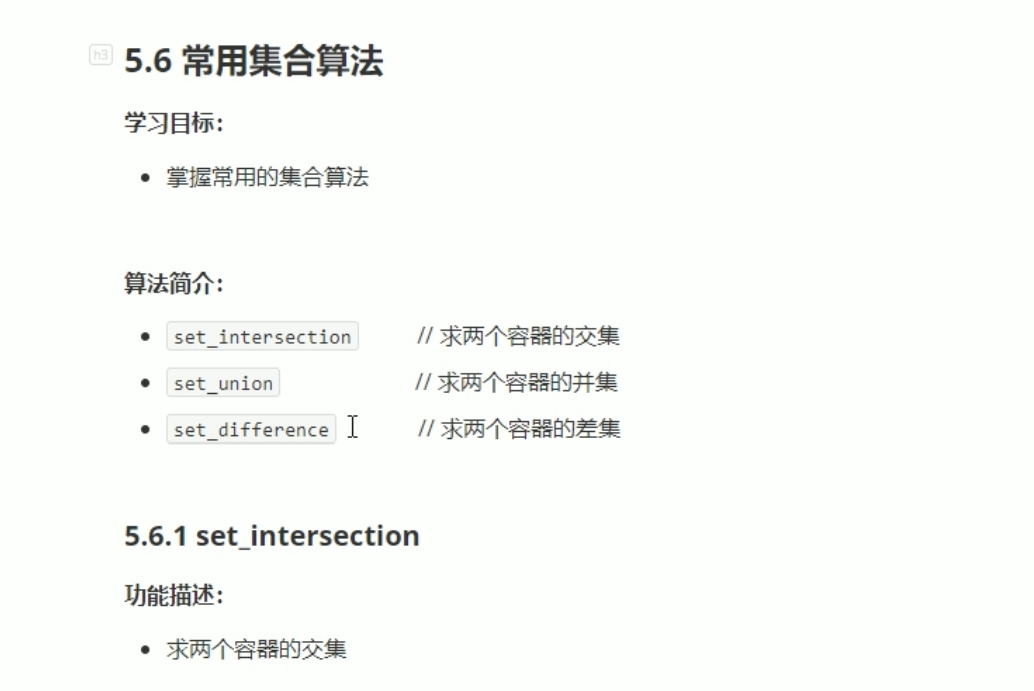 h3
5.6 常用集合算法
学习目标：
掌握常用的集合算法
算法简介：
set_intersection // 求两个容器的交集
set_union // 求两个容器的并集
set_difference // 求两个容器的差集
5.6.1 set_intersection
功能描述：
求两个容器的交集